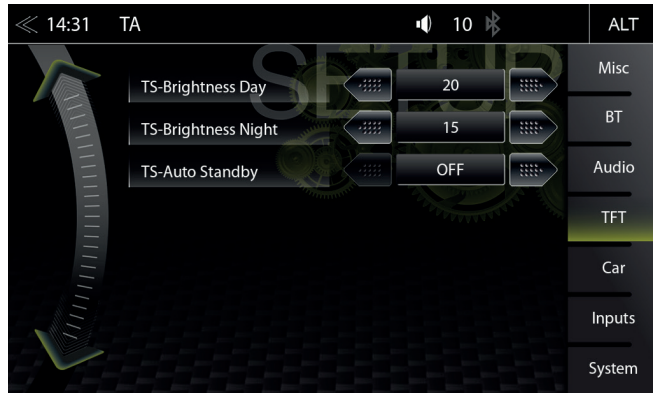 14:31 TA 10 ALT
SETUP
TS-Brightness Day 20
TS-Brightness Night 15
TS-Auto Standby OFF
Misc
BT
Audio
TFT
Car
Inputs
System